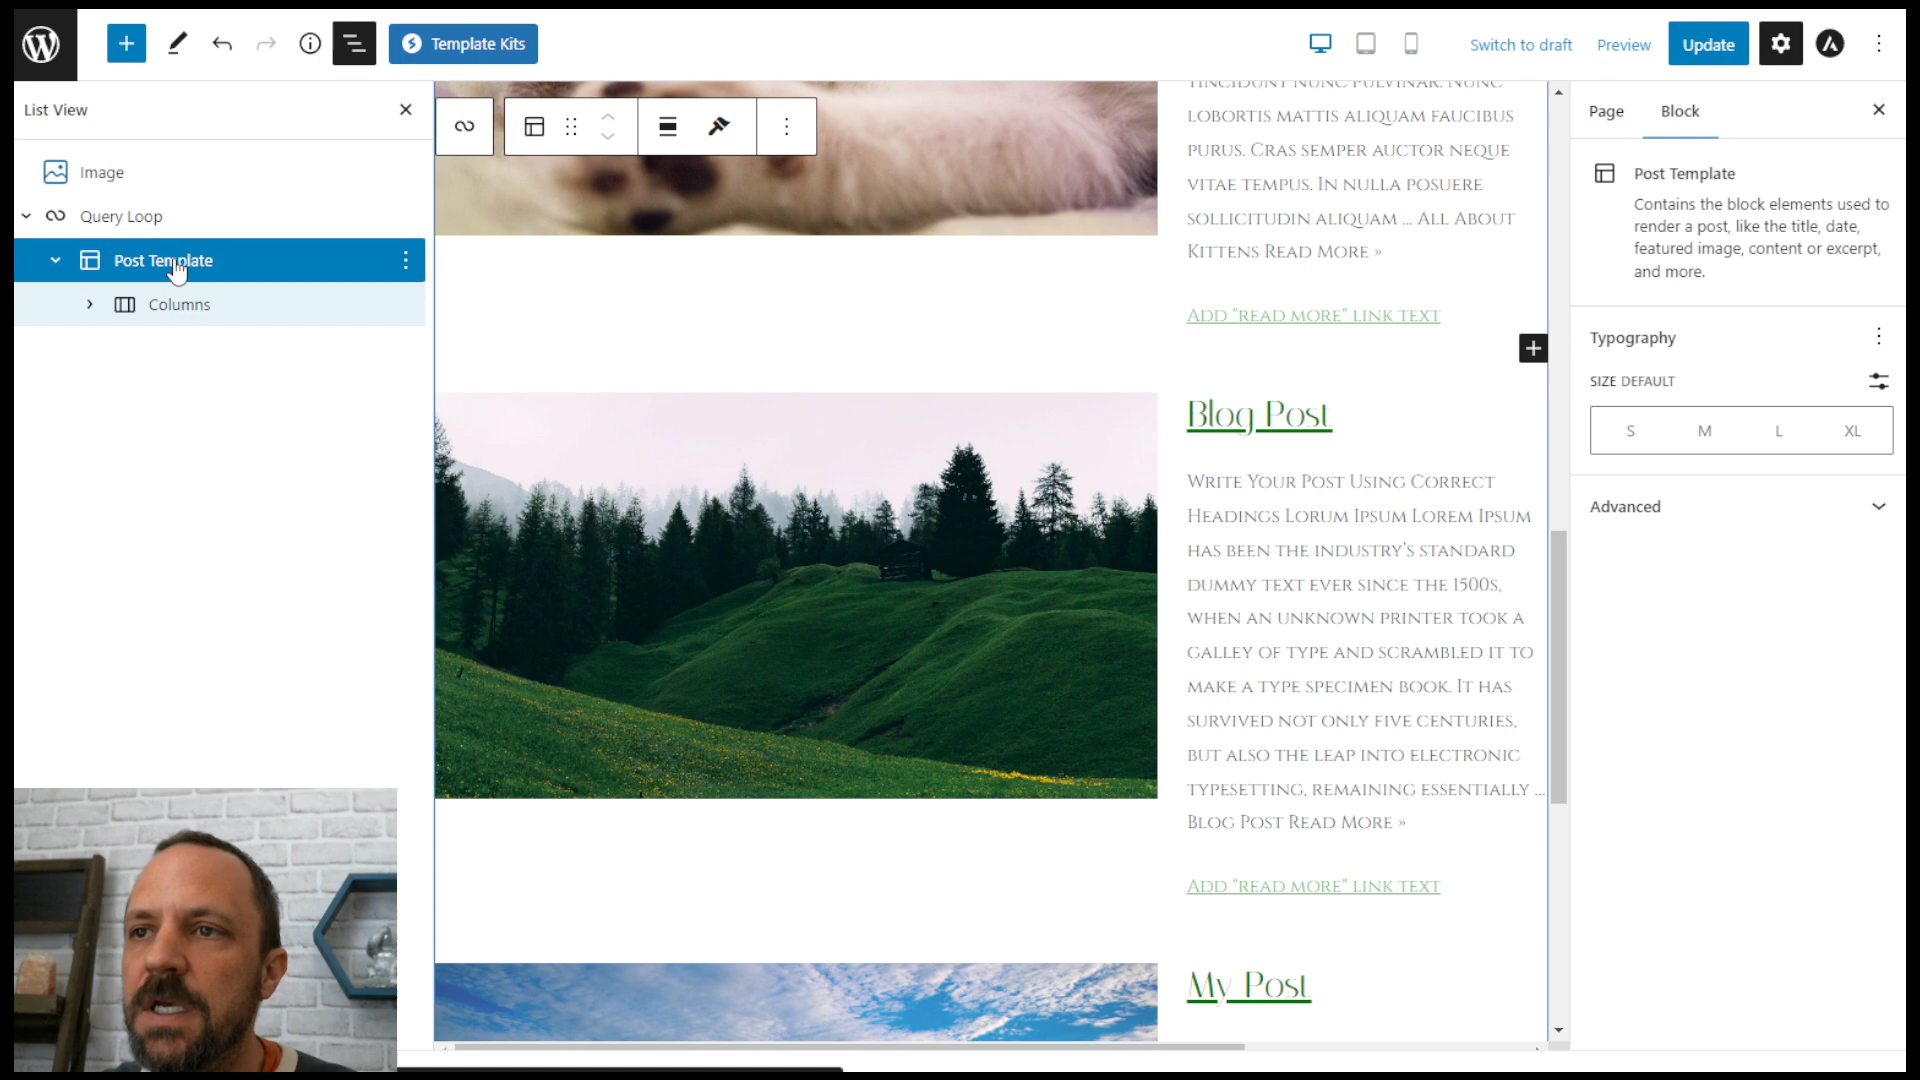 Template Kits
Switch to draft
Preview
Update
List View
Image
Query Loop
Post Template
Columns
TINCIDUNT NUNC PULVINAR. NUNC
LOBORTIS MATTIS ALIQUAM FAUCIBUS
PURUS. CRAS SEMPER AUCTOR NEQUE
VITAE TEMPUS. IN NULLA POSUERE
SOLLICITUDIN ALIQUAM ... ALL ABOUT
KITTENS READ MORE »
ADD "READ MORE" LINK TEXT
Blog Post
WRITE YOUR POST USING CORRECT
HEADINGS LORUM IPSUM LOREM IPSUM
HAS BEEN THE INDUSTRY'S STANDARD
DUMMY TEXT EVER SINCE THE 1500S,
WHEN AN UNKNOWN PRINTER TOOK A
GALLEY OF TYPE AND SCRAMBLED IT TO
MAKE A TYPE SPECIMEN BOOK. IT HAS
SURVIVED NOT ONLY FIVE CENTURIES,
BUT ALSO THE LEAP INTO ELECTRONIC
TYPESETTING, REMAINING ESSENTIALLY ...
BLOG POST READ MORE »
ADD "READ MORE" LINK TEXT
My Post
Page
Block
Post Template
Contains the block elements used to
render a post, like the title, date,
featured image, content or excerpt,
and more.
Typography
SIZE DEFAULT
S M L XL
Advanced